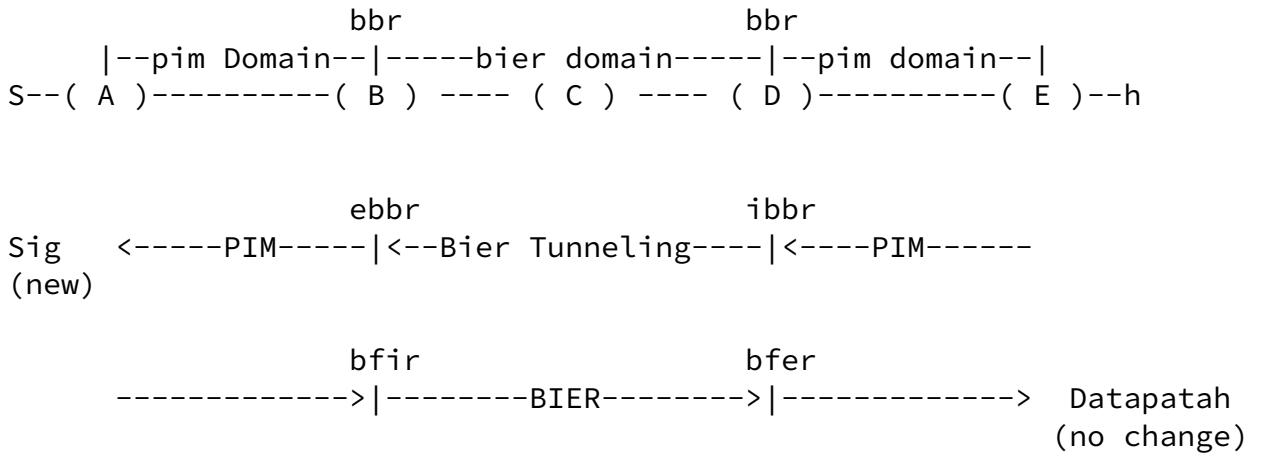 bbr                         bbr
      |--pim Domain--|-----bier domain-----|--pim domain--|
S--( A )----------( B ) ---- ( C ) ---- ( D )----------( E )--h
                     ebbr                        ibbr
Sig   <-----PIM-----|<--Bier Tunneling----|<----PIM------
(new)
                     bfir                        bfer
      ------------->|--------BIER-------->|-------------> Datapatah
                                                          (no change)